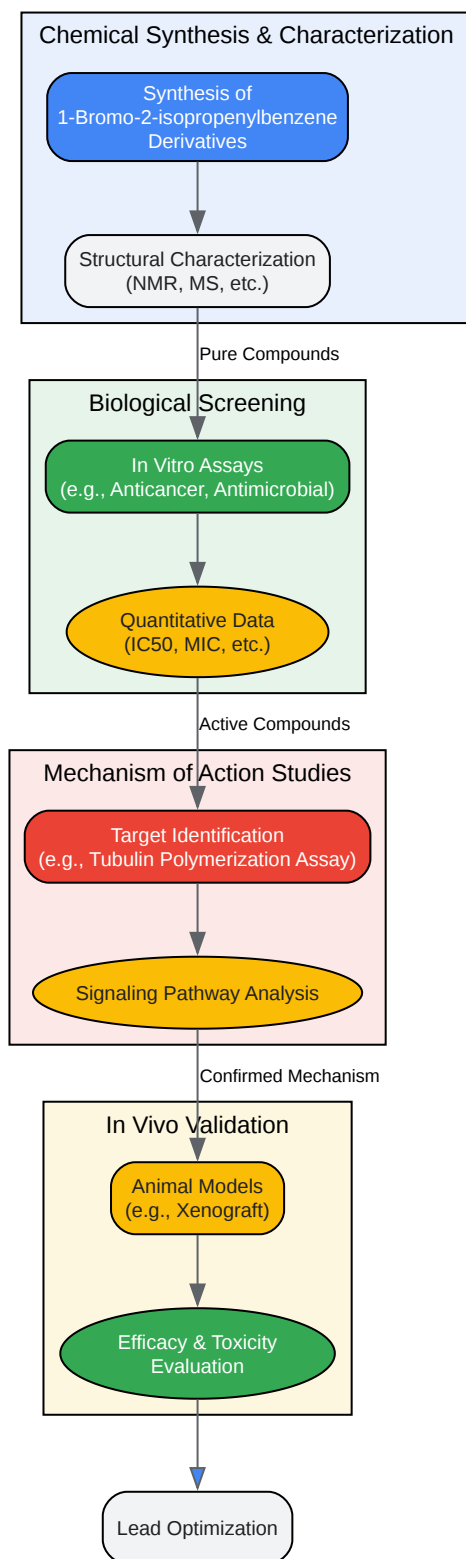 Chemical Synthesis & Characterization
Synthesis of
1-Bromo-2-isopropenylbenzene
Derivatives
Structural Characterization
(NMR, MS, etc.)
Pure Compounds
Biological Screening
In Vitro Assays
(e.g., Anticancer, Antimicrobial)
Quantitative Data
(IC50, MIC, etc.)
Active Compounds
Mechanism of Action Studies
Target Identification
(e.g., Tubulin Polymerization Assay)
Signaling Pathway Analysis
Confirmed Mechanism
In Vivo Validation
Animal Models
(e.g., Xenograft)
Efficacy & Toxicity
Evaluation
Lead Optimization